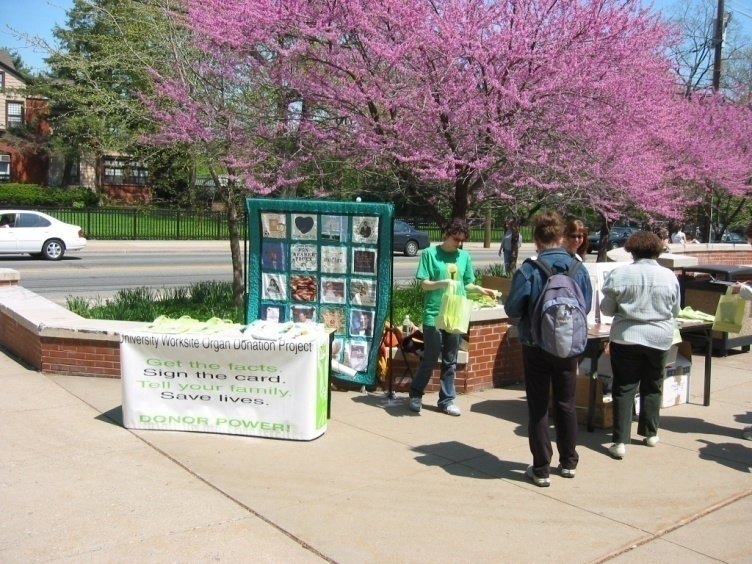 University Worksite Organ Donation Project
Get the facts.
Sign the card.
Tell your family.
Save lives.
DONOR POWER!